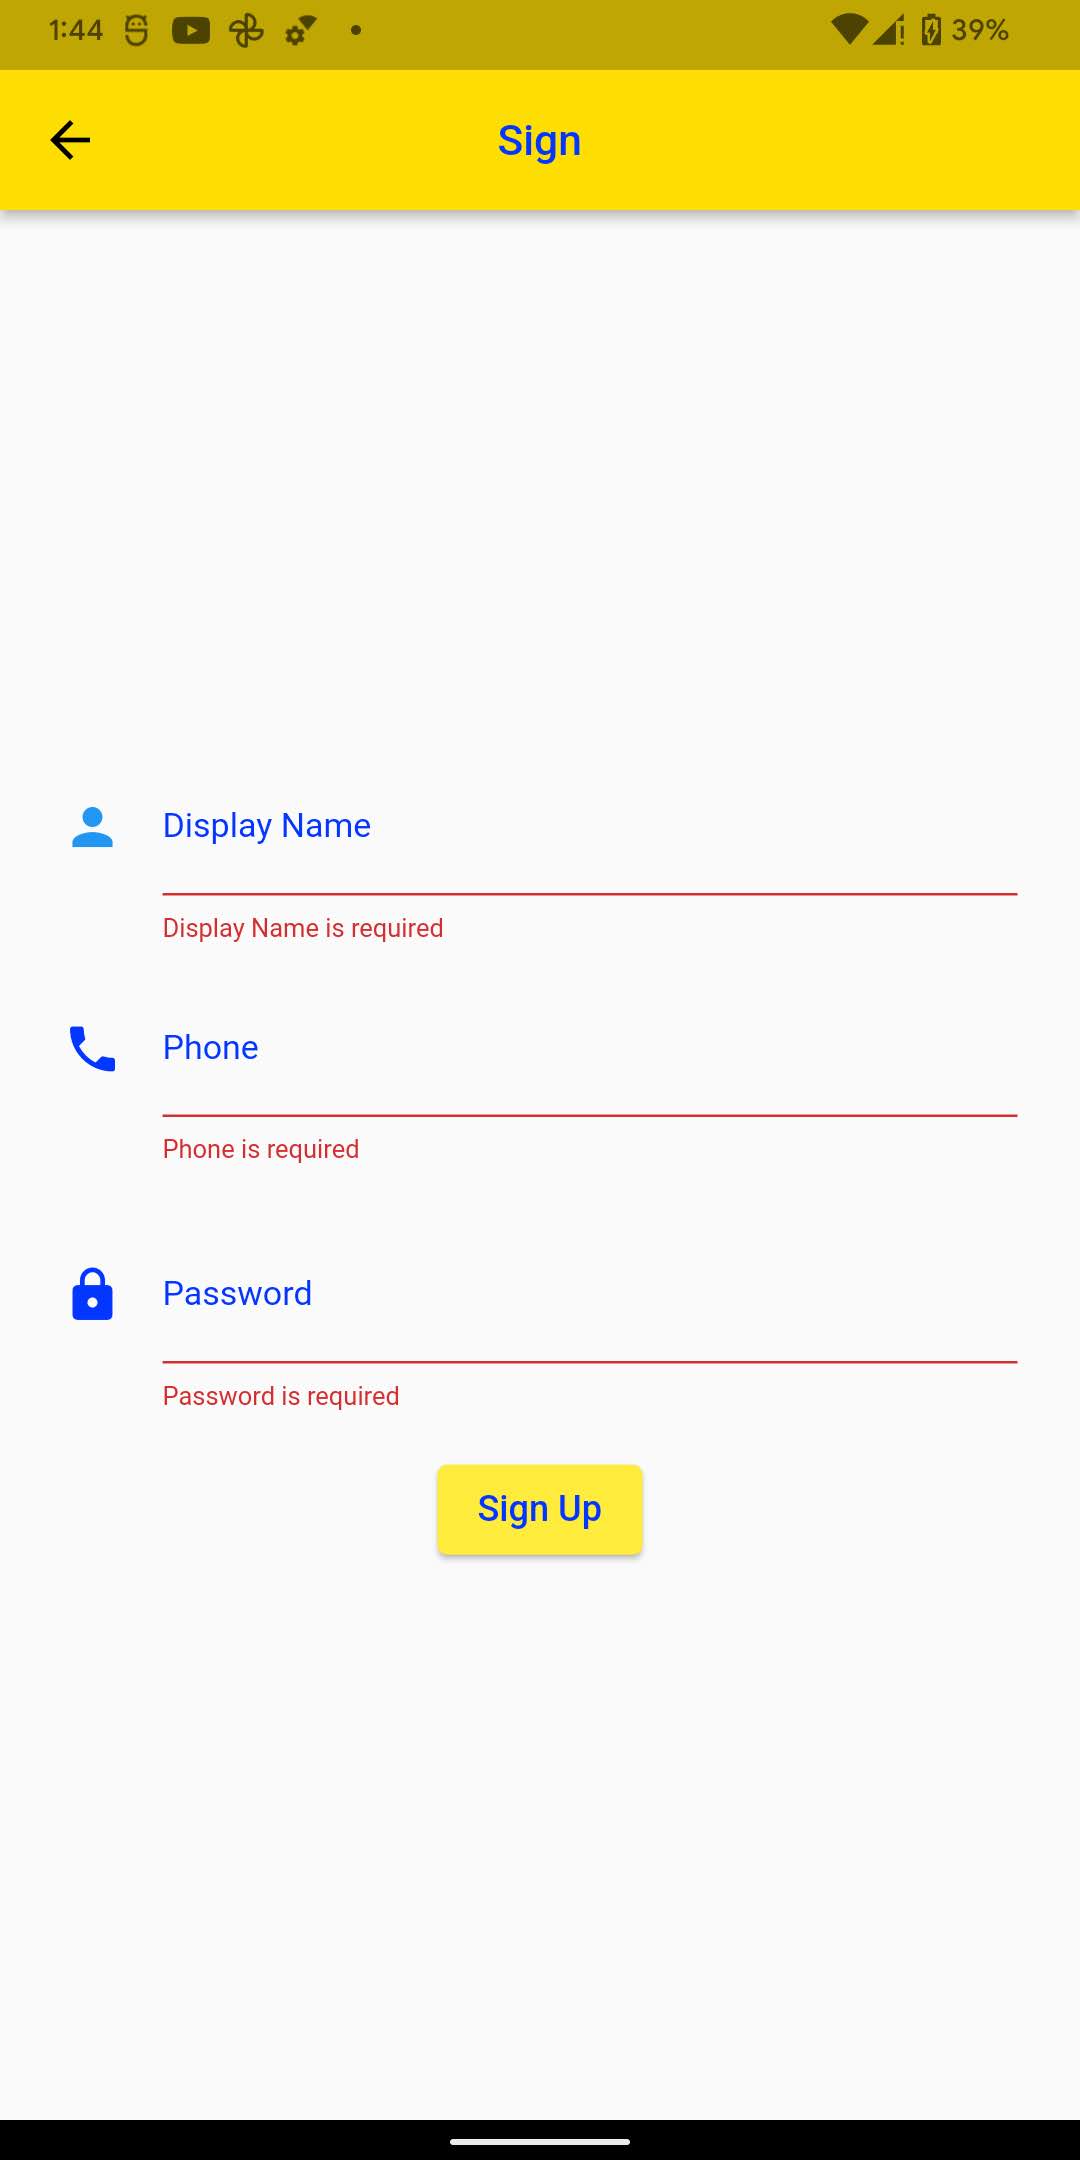 1:44 39%
Sign
Display Name
Display Name is required
Phone
Phone is required
Password
Password is required
Sign Up